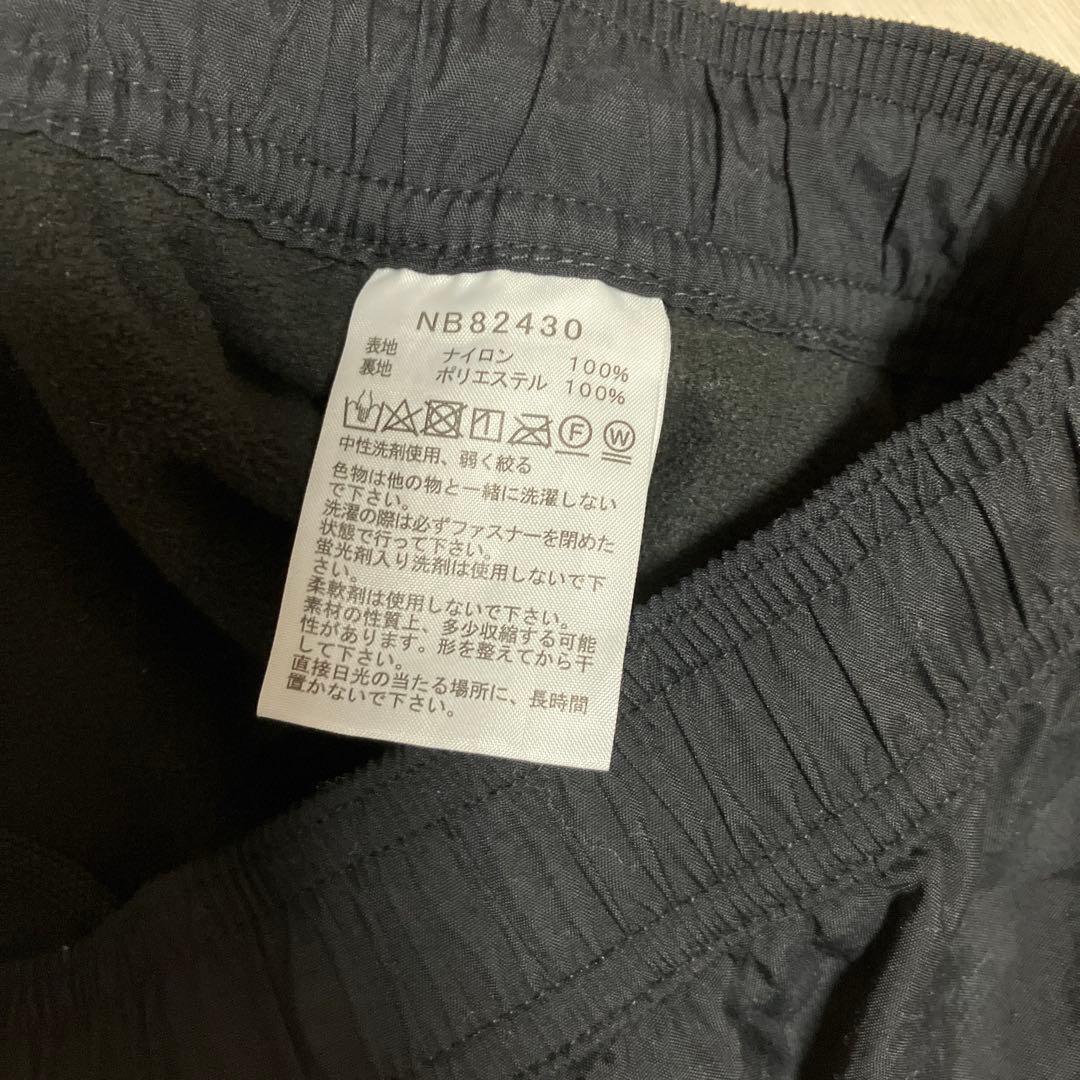 NB82430
表地 ナイロン 100%
裏地 ポリエステル 100%
F W
中性洗剤使用、弱く絞る
色物は他の物と一緒に洗濯しない
で下さい。
洗濯の際は必ずファスナーを閉めた
状態で行って下さい。
蛍光剤入り洗剤は使用しないで下
さい。
柔軟剤は使用しないで下さい。
素材の性質上、多少収縮する可能
性があります。形を整えてから干
して下さい。
直接日光の当たる場所に、長時間
置かないで下さい。